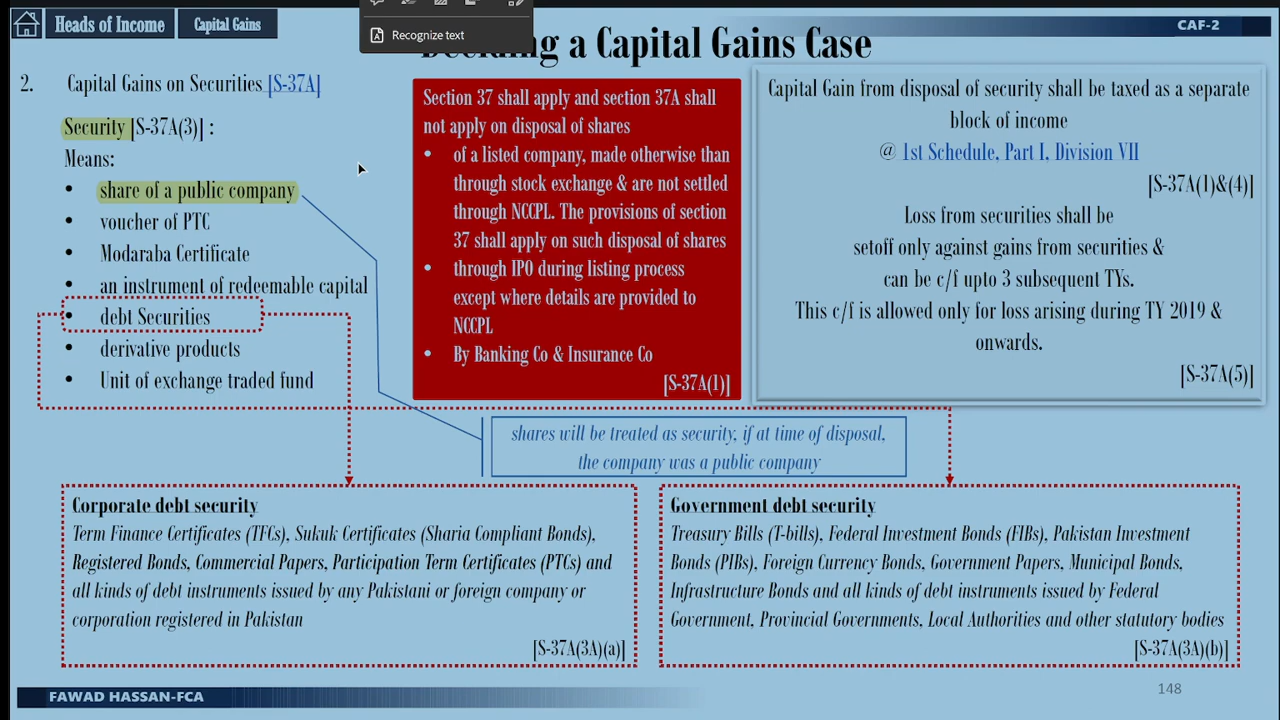 Heads of Income
Capital Gains
Recognize text
a Capital Gains Case
CAF-2
2. Capital Gains on Securities [S-37A]
Security [S-37A(3)] :
Means:
• share of a public company
• voucher of PTC
• Modaraba Certificate
• an instrument of redeemable capital
• debt Securities
• derivative products
• Unit of exchange traded fund
Section 37 shall apply and section 37A shall
not apply on disposal of shares
• of a listed company, made otherwise than
through stock exchange & are not settled
through NCCPL. The provisions of section
37 shall apply on such disposal of shares
• through IPO during listing process
except where details are provided to
NCCPL
• By Banking Co & Insurance Co
[S-37A(1)]
Capital Gain from disposal of security shall be taxed as a separate
block of income
@ 1st Schedule, Part I, Division VII
[S-37A(1)&(4)]
Loss from securities shall be
setoff only against gains from securities &
can be c/f upto 3 subsequent TYs.
This c/f is allowed only for loss arising during TY 2019 &
onwards.
[S-37A(5)]
shares will be treated as security, if at time of disposal,
the company was a public company
Corporate debt security
Term Finance Certificates (TFCs), Sukuk Certificates (Sharia Compliant Bonds),
Registered Bonds, Commercial Papers, Participation Term Certificates (PTCs) and
all kinds of debt instruments issued by any Pakistani or foreign company or
corporation registered in Pakistan
[S-37A(3A)(a)]
Government debt security
Treasury Bills (T-bills), Federal Investment Bonds (FIBs), Pakistan Investment
Bonds (PIBs), Foreign Currency Bonds, Government Papers, Municipal Bonds,
Infrastructure Bonds and all kinds of debt instruments issued by Federal
Government, Provincial Governments, Local Authorities and other statutory bodies
[S-37A(3A)(b)]
FAWAD HASSAN-FCA
148